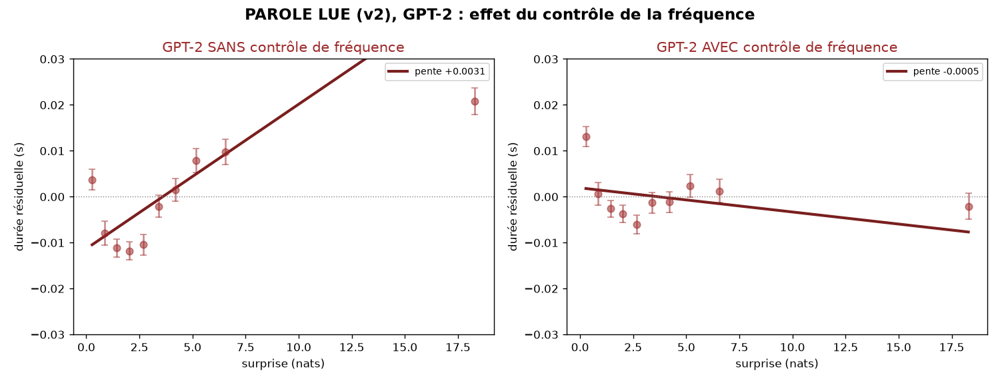 PAROLE LUE (v2), GPT-2 : effet du contrôle de la fréquence
GPT-2 SANS contrôle de fréquence
pente +0.0031
0.03
0.02
0.01
0.00
−0.01
−0.02
−0.03
durée résiduelle (s)
0.0 2.5 5.0 7.5 10.0 12.5 15.0 17.5
surprise (nats)
GPT-2 AVEC contrôle de fréquence
pente -0.0005
0.03
0.02
0.01
0.00
−0.01
−0.02
−0.03
durée résiduelle (s)
0.0 2.5 5.0 7.5 10.0 12.5 15.0 17.5
surprise (nats)